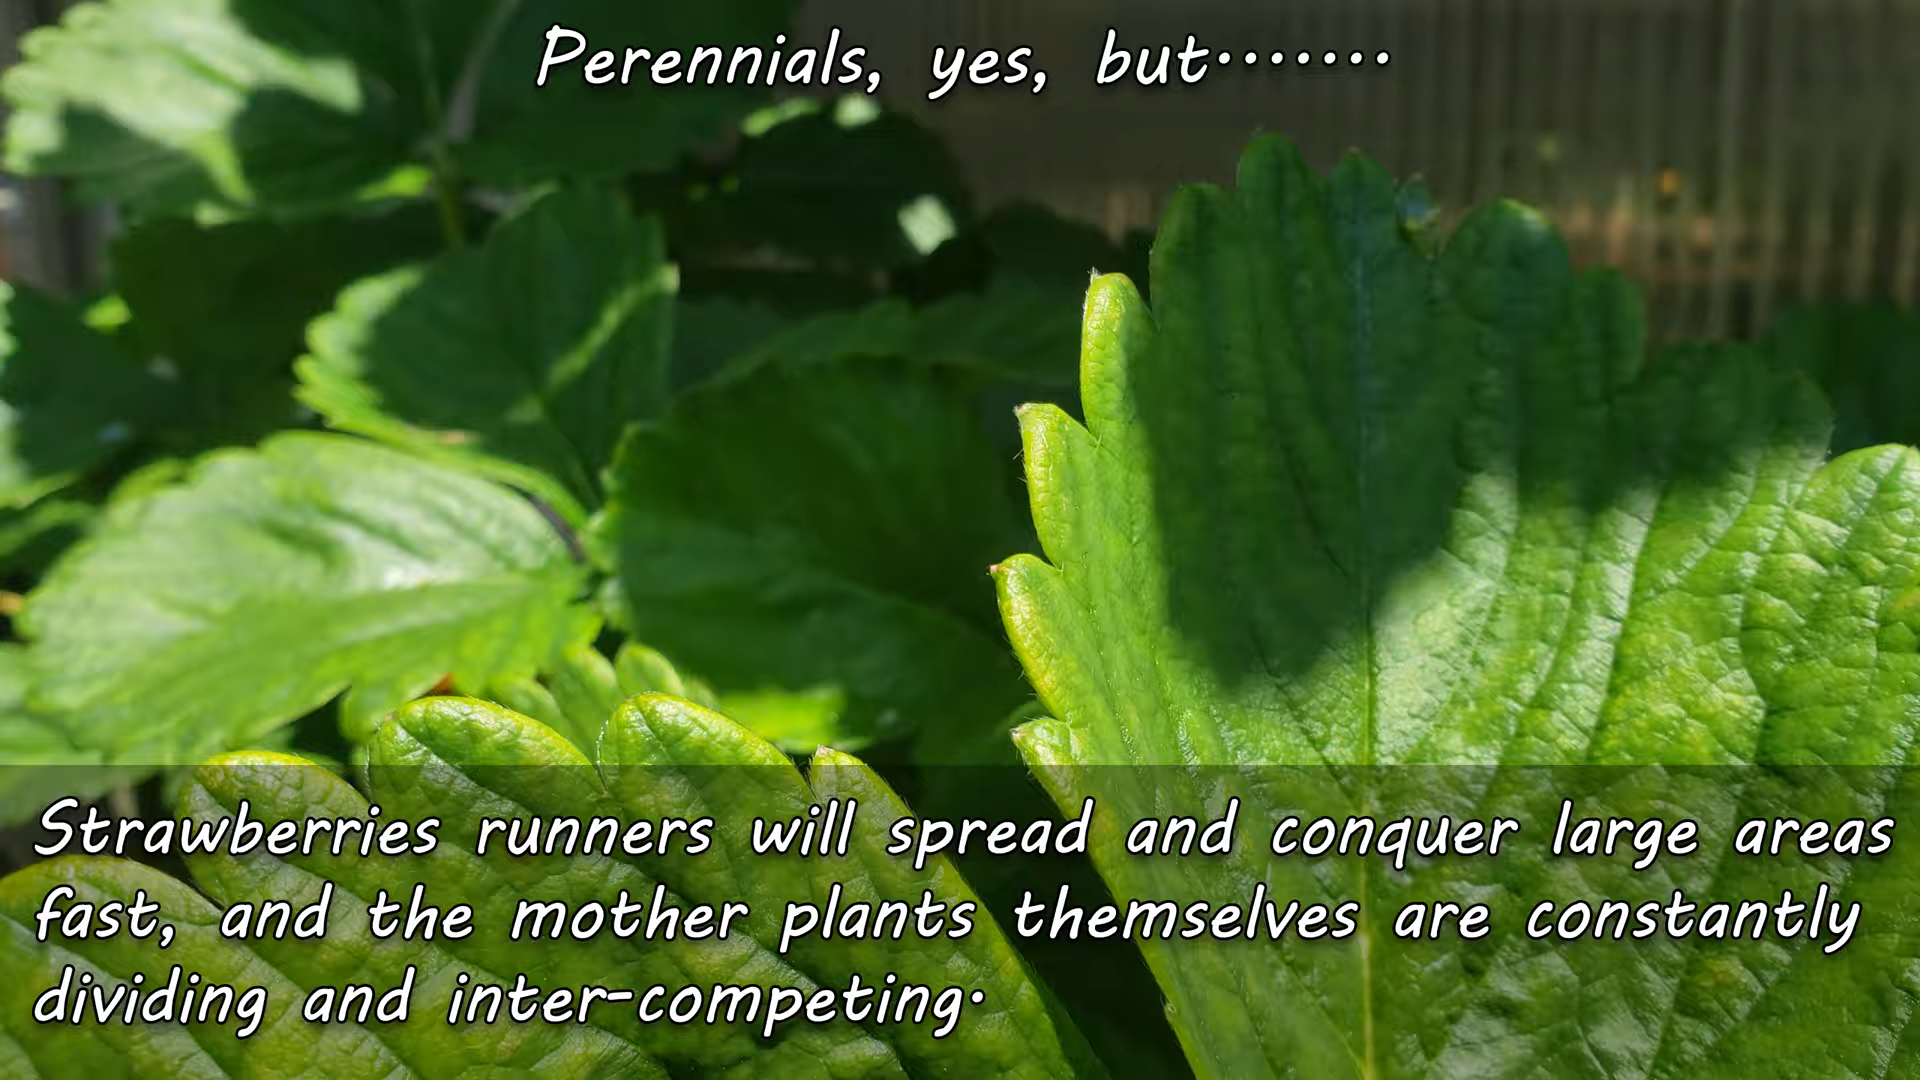 Perennials, yes, but.......
Strawberries runners will spread and conquer large areas
fast, and the mother plants themselves are constantly
dividing and inter-competing.